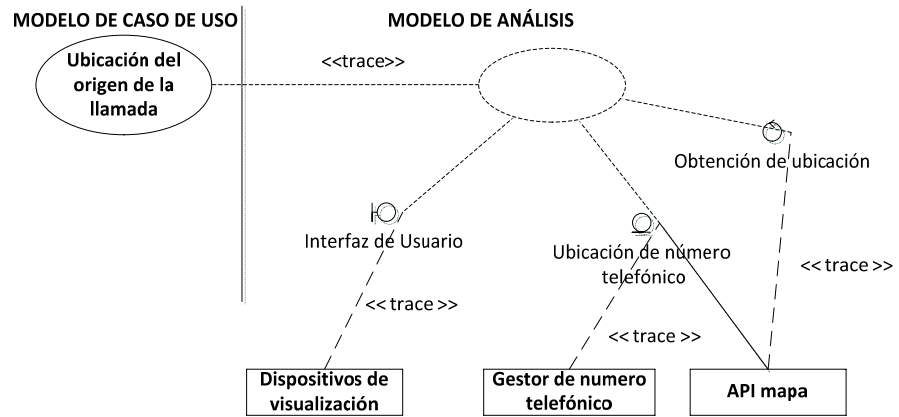 MODELO DE CASO DE USO
MODELO DE ANÁLISIS
Ubicación del
origen de la
llamada
<<trace>>
Obtención de ubicación
Interfaz de Usuario
Ubicación de número
telefónico
<< trace >>
<< trace >>
<< trace >>
Dispositivos de
visualización
Gestor de numero
telefónico
API mapa